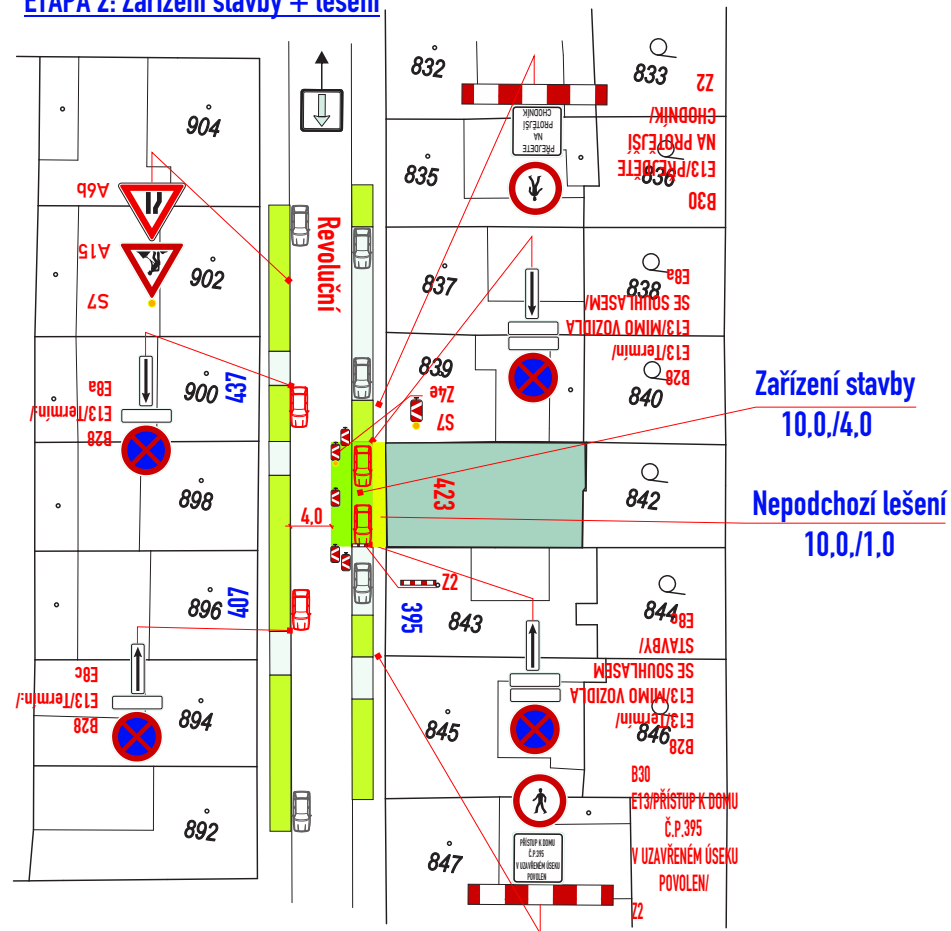 ETAPA 2: Zařízení stavby + lešení
832
833
Z2
E13/PŘEJDĚTE
NA PROTĚJŠÍ
CHODNÍK/
B30
PŘEJDETE
NA
PROTĚJŠÍ
CHODNÍK
904
835
836
A6b
A15
S7
902
Revoluční
837
838
E8a
E13/MIMO VOZIDLA
SE SOUHLASEM/
E13/Termín/
B28
900
437
E8a
E13/Termín/
B28
839
840
Z4e
S7
Zařízení stavby
10,0,/4,0
898
4,0
423
842
Nepodchozí lešení
10,0,/1,0
896
407
Z2
395
843
844
E8c
E13/Termín/
B28
894
STAVBY/
SE SOUHLASEM
E13/MIMO VOZIDLA
E13/Termín/
B28
845
846
B30
E13/PŘÍSTUP K DOMU
Č.P.395
V UZAVŘENÉM ÚSEKU
POVOLEN/
Z2
PŘÍSTUP K DOMU
Č.P.395
V UZAVŘENÉM ÚSEKU
POVOLEN
892
847